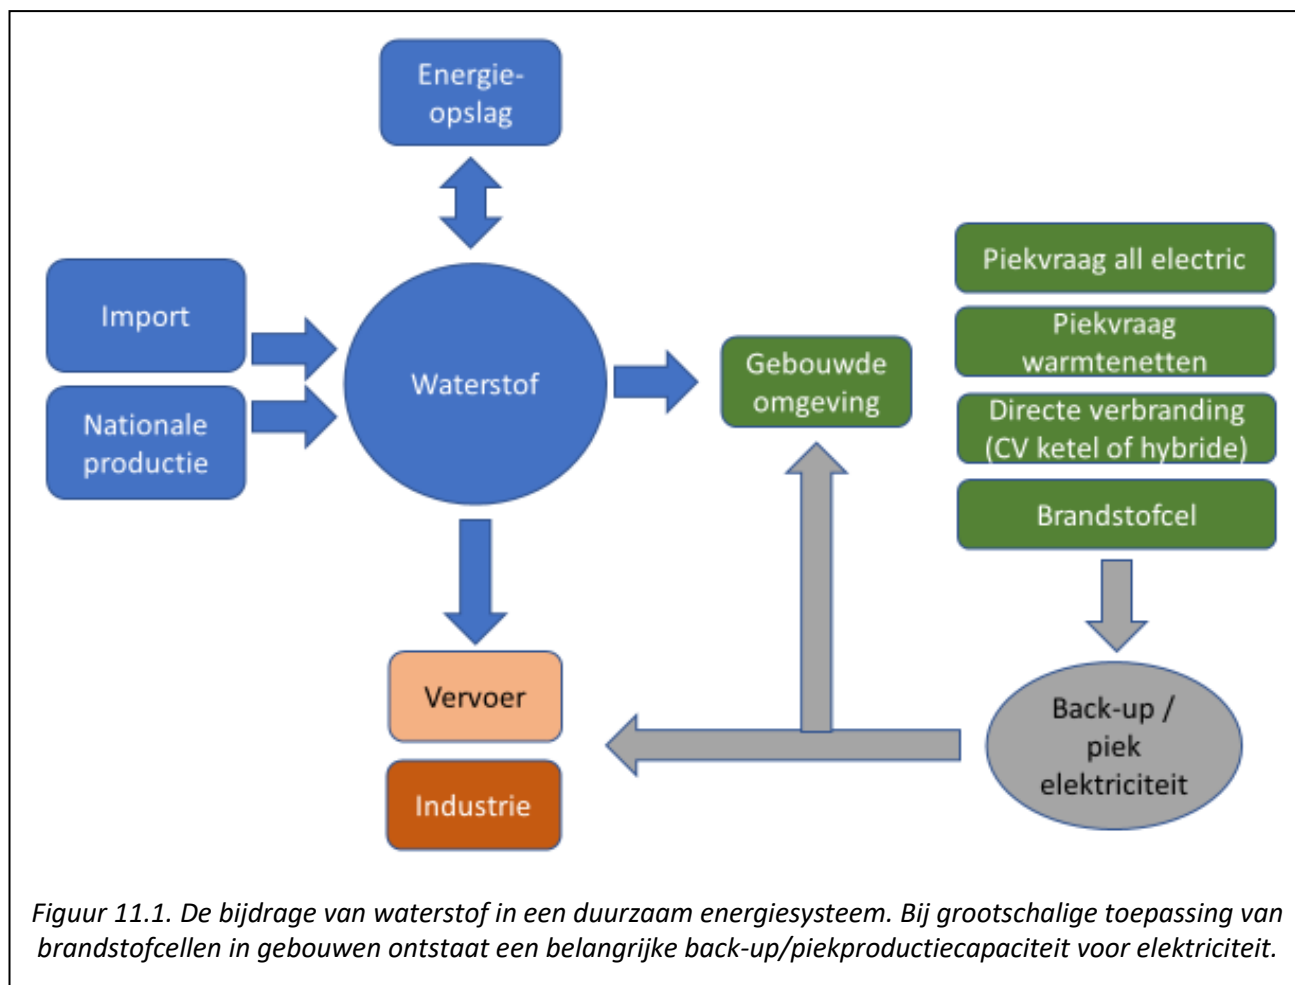 Energie-
opslag
Import
Nationale
productie
Waterstof
Gebouwde
omgeving
Piekvraag all electric
Piekvraag
warmtenetten
Directe verbranding
(CV ketel of hybride)
Brandstofcel
Vervoer
Industrie
Back-up /
piek
elektriciteit
Figuur 11.1. De bijdrage van waterstof in een duurzaam energiesysteem. Bij grootschalige toepassing van
brandstofcellen in gebouwen ontstaat een belangrijke back-up/piekproductiecapaciteit voor elektriciteit.